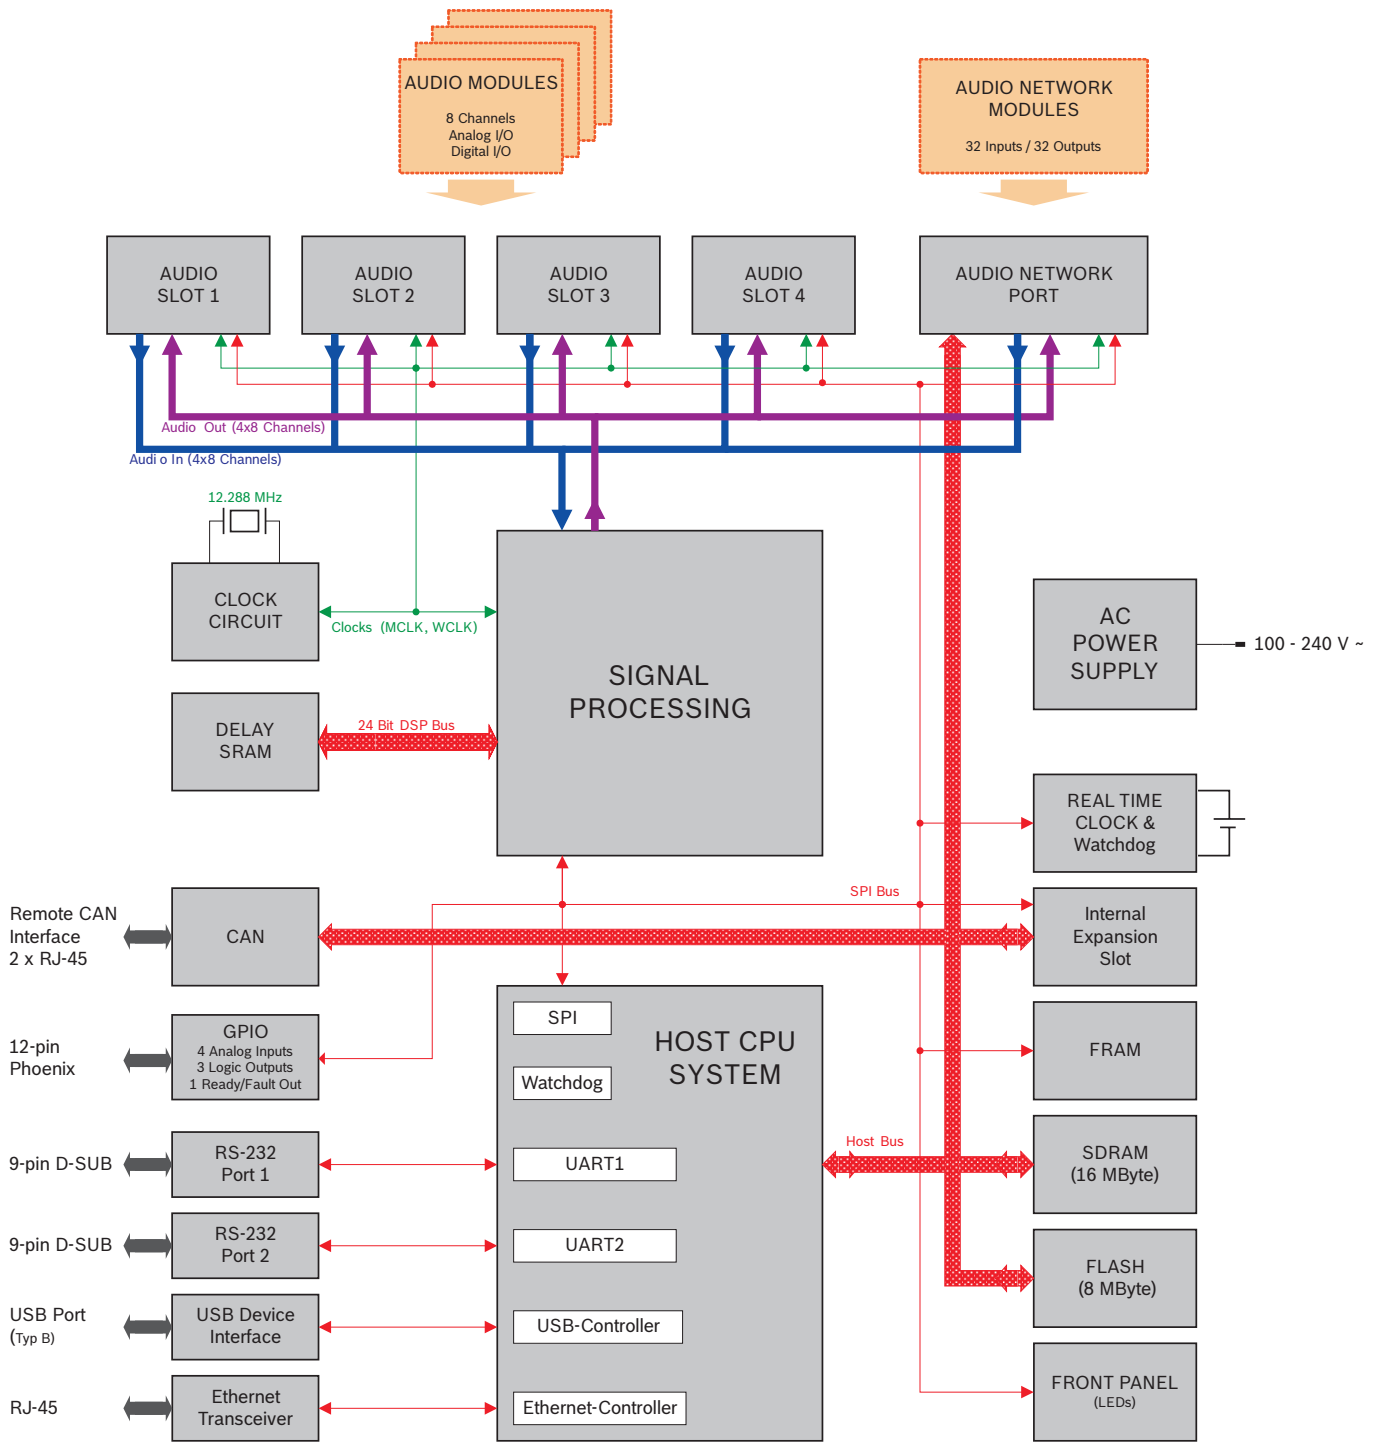 AUDIO MODULES
8 Channels
Analog I/O
Digital I/O
AUDIO NETWORK
MODULES
32 Inputs / 32 Outputs
AUDIO
SLOT 1
AUDIO
SLOT 2
AUDIO
SLOT 3
AUDIO
SLOT 4
AUDIO NETWORK
PORT
Audio Out (4x8 Channels)
Audio In (4x8 Channels)
12.288 MHz
CLOCK
CIRCUIT
Clocks (MCLK, WCLK)
SIGNAL
PROCESSING
AC
POWER
SUPPLY
100 - 240 V ~
DELAY
SRAM
24 Bit DSP Bus
REAL TIME
CLOCK &
Watchdog
SPI Bus
Remote CAN
Interface
2 x RJ-45
CAN
Internal
Expansion
Slot
12-pin
Phoenix
GPIO
4 Analog Inputs
3 Logic Outputs
1 Ready/Fault Out
SPI
HOST CPU
SYSTEM
Watchdog
FRAM
9-pin D-SUB
RS-232
Port 1
UART1
Host Bus
SDRAM
(16 MByte)
9-pin D-SUB
RS-232
Port 2
UART2
FLASH
(8 MByte)
USB Port
(Typ B)
USB Device
Interface
USB-Controller
RJ-45
Ethernet
Transceiver
Ethernet-Controller
FRONT PANEL
(LEDs)